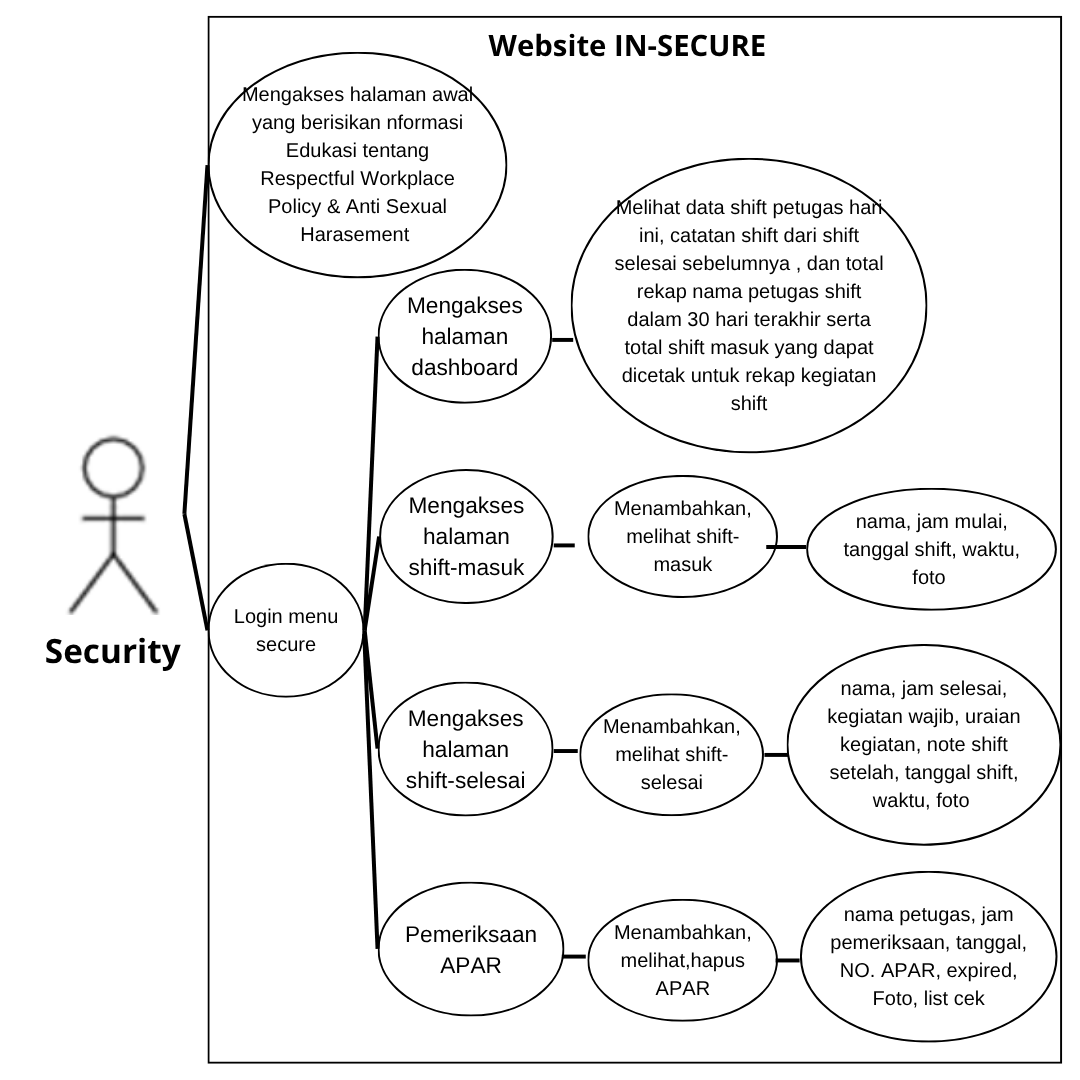 Website IN-SECURE
Mengakses halaman awal
yang berisikan nformasi
Edukasi tentang
Respectful Workplace
Policy & Anti Sexual
Harasement
Mengakses
halaman
dashboard
Melihat data shift petugas hari
ini, catatan shift dari shift
selesai sebelumnya , dan total
rekap nama petugas shift
dalam 30 hari terakhir serta
total shift masuk yang dapat
dicetak untuk rekap kegiatan
shift
Security
Login menu
secure
Mengakses
halaman
shift-masuk
Menambahkan,
melihat shift-
masuk
nama, jam mulai,
tanggal shift, waktu,
foto
Mengakses
halaman
shift-selesai
Menambahkan,
melihat shift-
selesai
nama, jam selesai,
kegiatan wajib, uraian
kegiatan, note shift
setelah, tanggal shift,
waktu, foto
Pemeriksaan
APAR
Menambahkan,
melihat,hapus
APAR
nama petugas, jam
pemeriksaan, tanggal,
NO. APAR, expired,
Foto, list cek